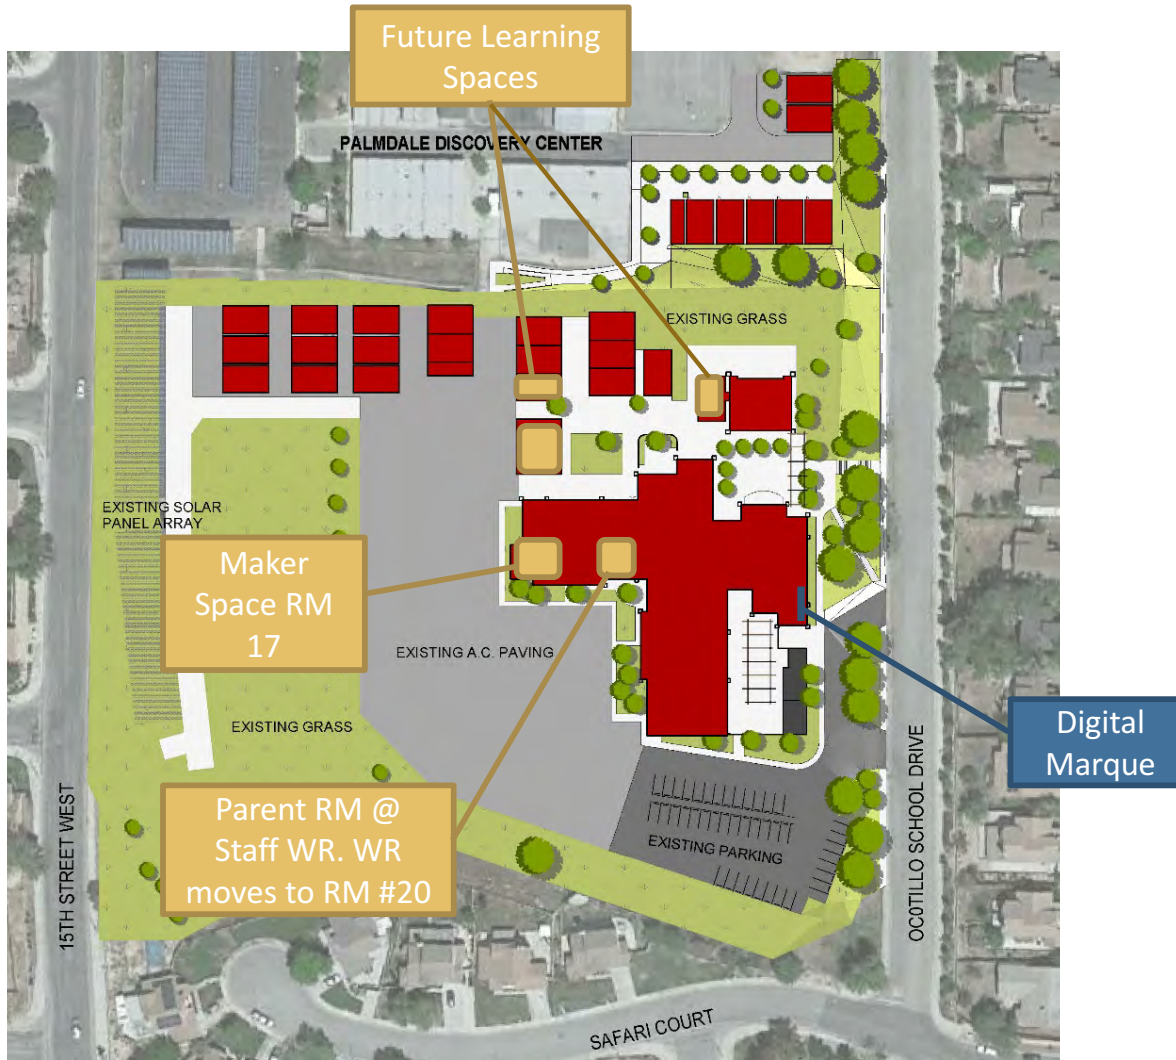 Future Learning
Spaces
PALMDALE DISCOVERY CENTER
EXISTING GRASS
EXISTING SOLAR
PANEL ARRAY
Maker
Space RM
17
EXISTING A.C. PAVING
EXISTING GRASS
Digital
Marque
Parent RM @
Staff WR. WR
moves to RM #20
EXISTING PARKING
15TH STREET WEST
OCOTILLO SCHOOL DRIVE
SAFARI COURT